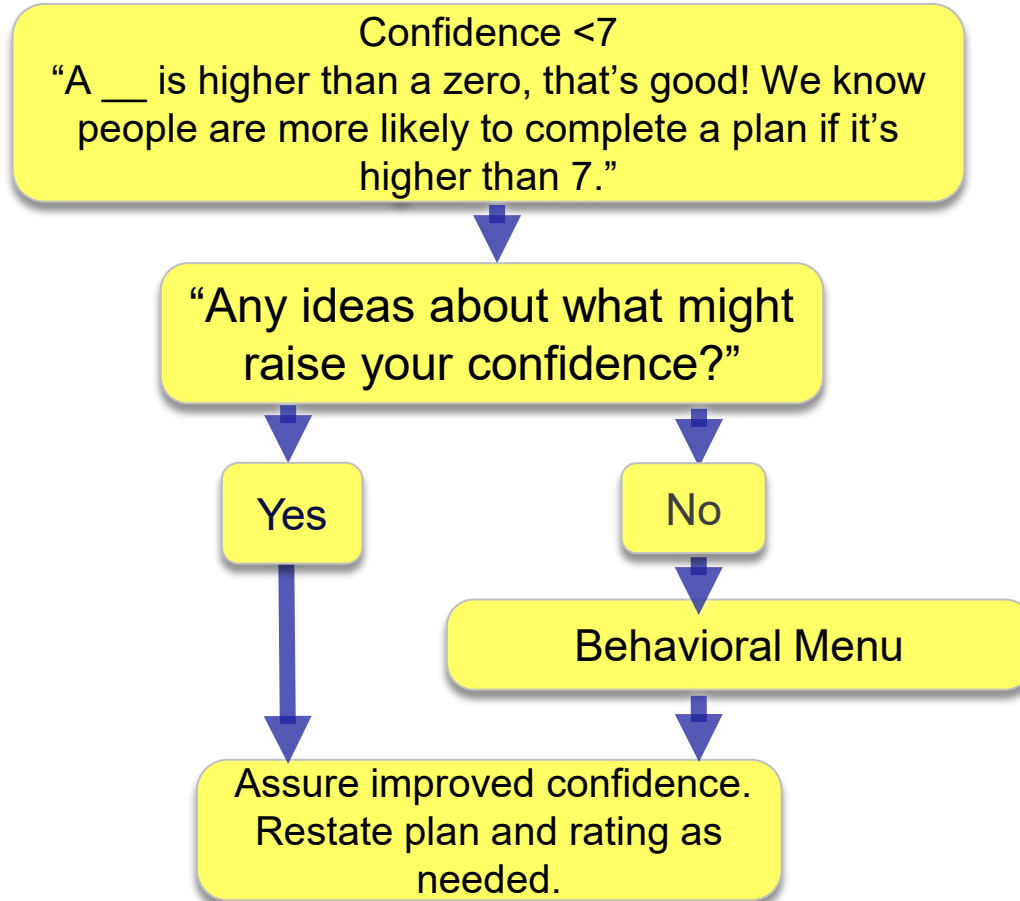 Confidence <7
“A __ is higher than a zero, that’s good! We know
people are more likely to complete a plan if it’s
higher than 7.”
“Any ideas about what might
raise your confidence?”
Yes
No
Behavioral Menu
Assure improved confidence.
Restate plan and rating as
needed.